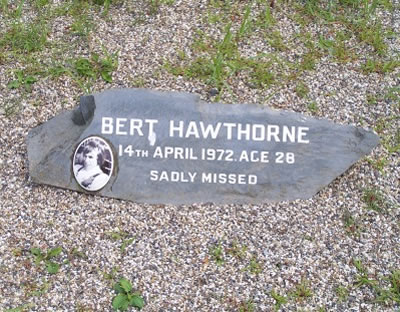 BERT HAWTHORNE
14TH APRIL 1972. AGE 28
SADLY MISSED